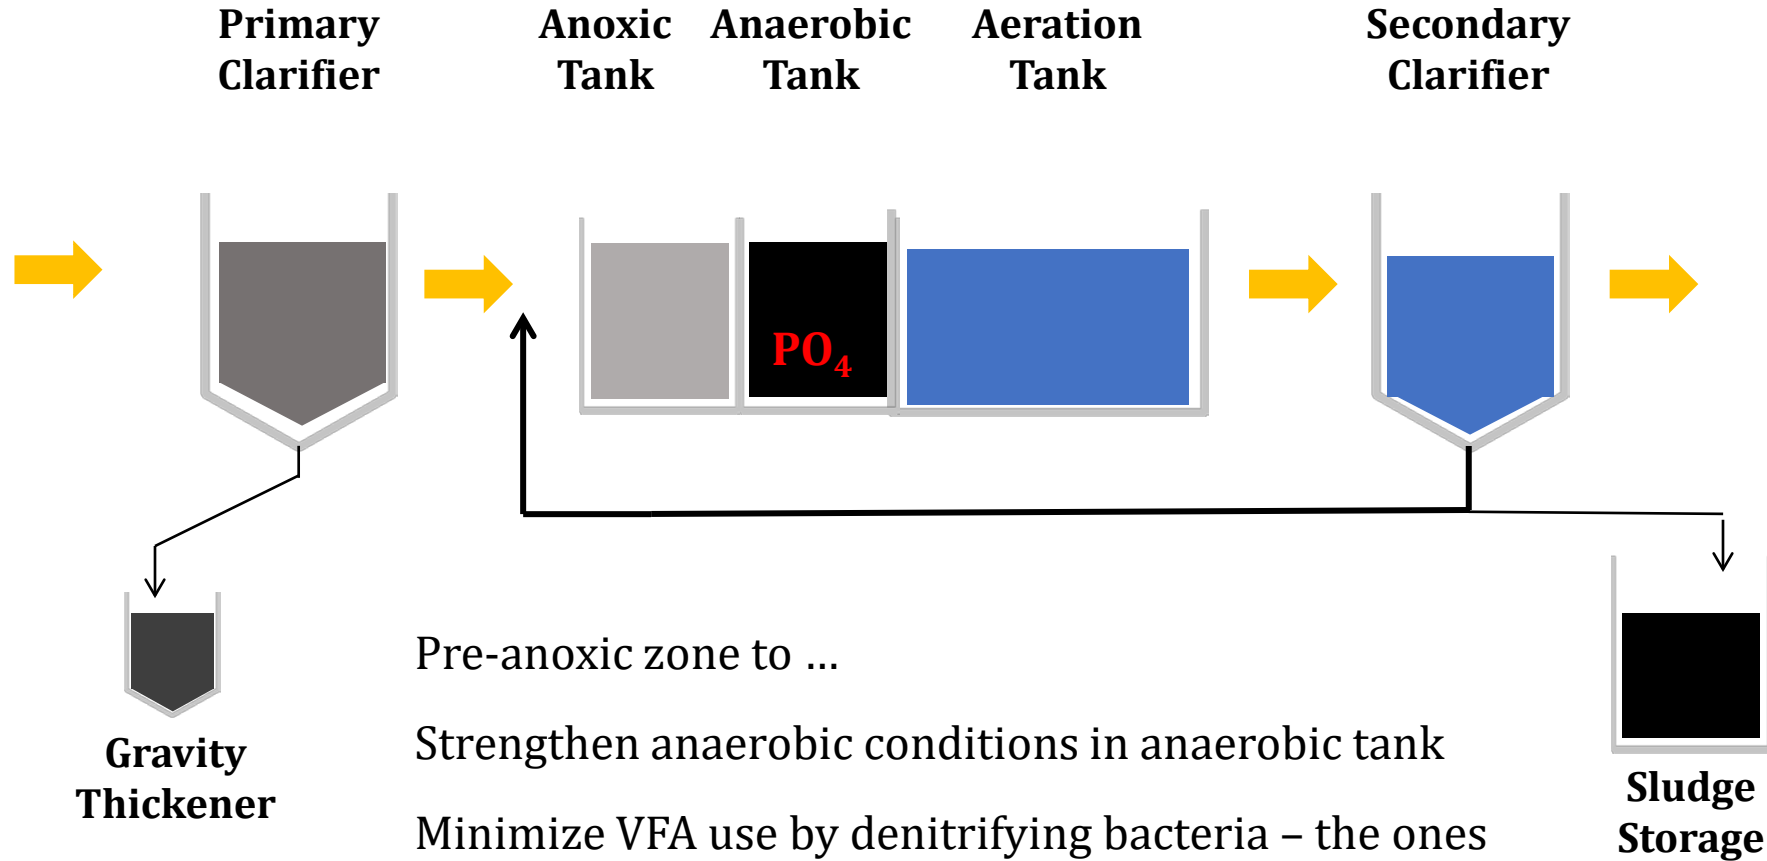 Primary
Clarifier
Anoxic
Tank
Anaerobic
Tank
Aeration
Tank
Secondary
Clarifier
PO₄
Gravity
Thickener
Pre-anoxic zone to …
Strengthen anaerobic conditions in anaerobic tank
Minimize VFA use by denitrifying bacteria – the ones
Sludge
Storage